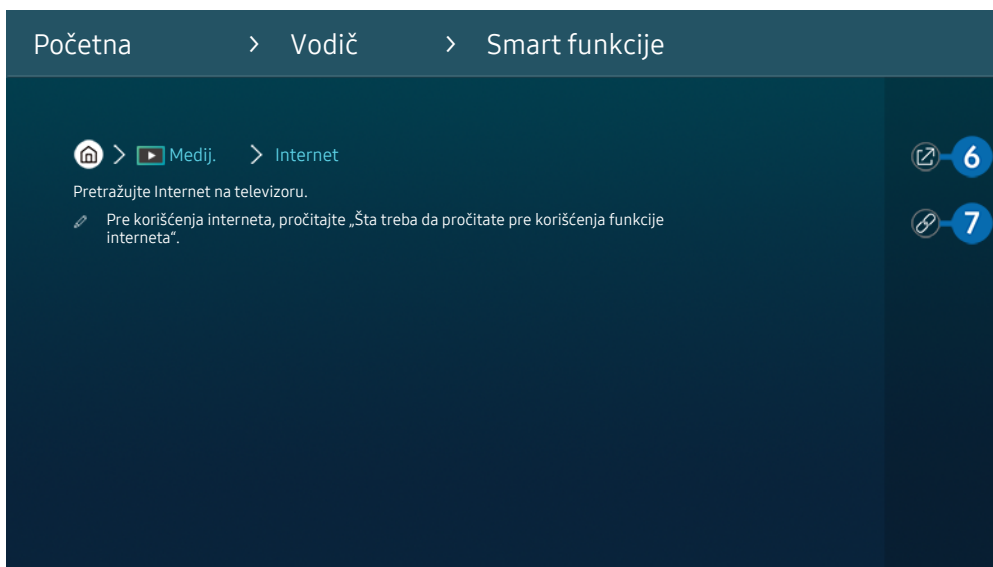 Početna > Vodič > Smart funkcije
> Medij. > Internet
6
Pretražujte Internet na televizoru.
7
Pre korišćenja interneta, pročitajte „Šta treba da pročitate pre korišćenja funkcije
interneta“.